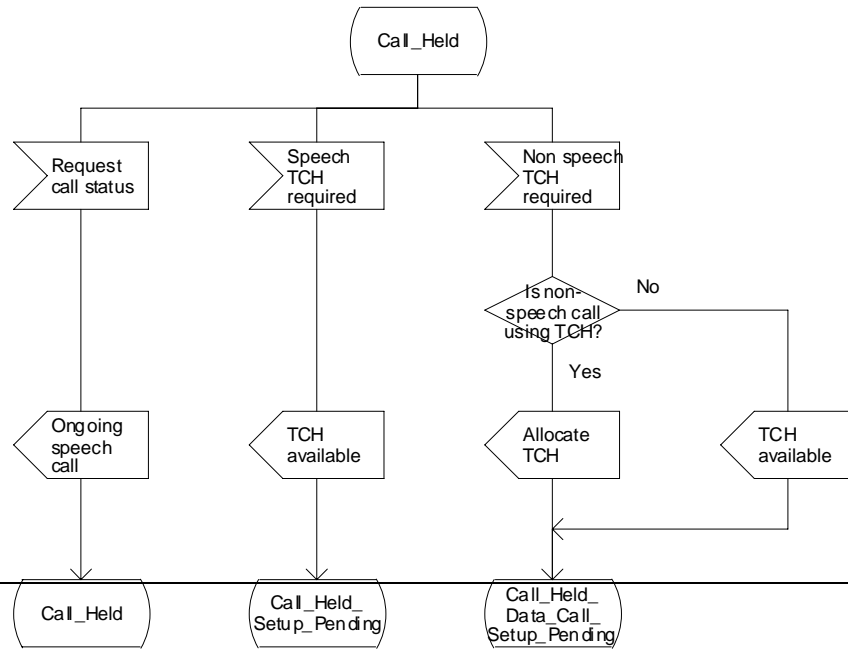 Call_Held
Request
call status
Speech
TCH
required
Non speech
TCH
required
Is non-
speech call
using TCH?
No
Yes
Ongoing
speech
call
TCH
available
Allocate
TCH
TCH
available
Call_Held
Call_Held_
Setup_Pending
Call_Held_
Data_Call_
Setup_Pending